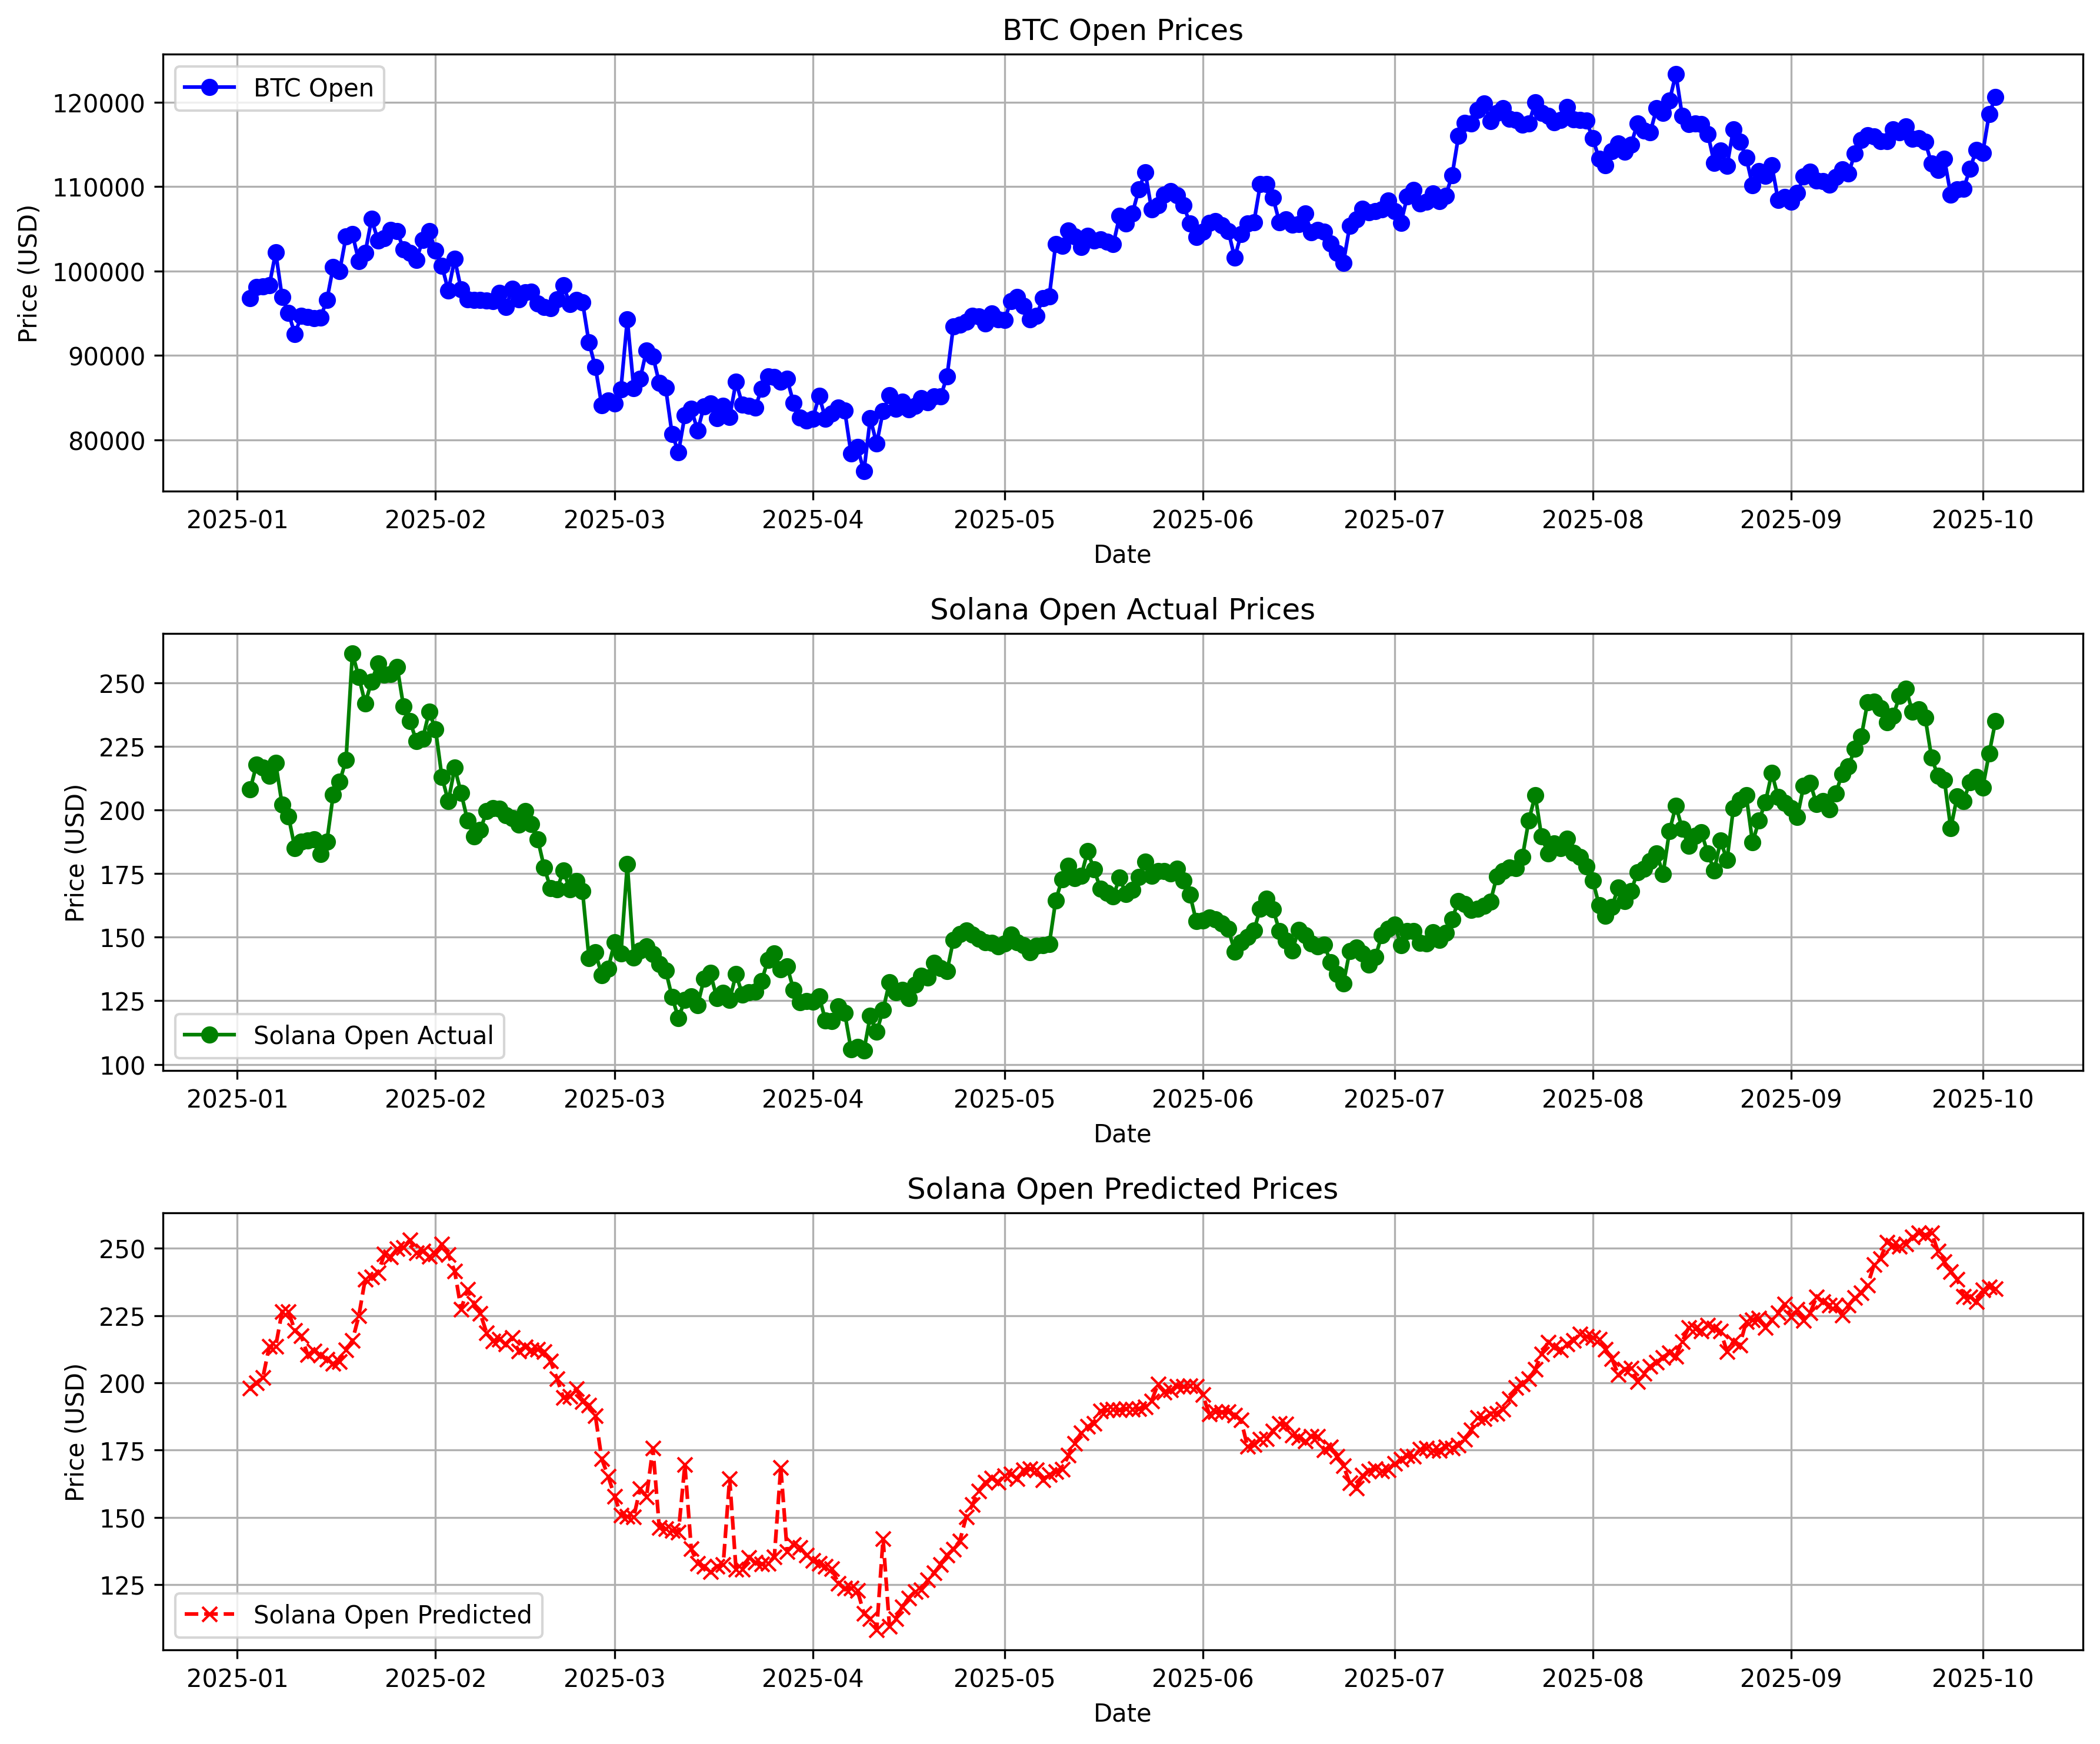 BTC Open Prices
BTC Open
Price (USD)
120000
110000
100000
90000
80000
2025-01 2025-02 2025-03 2025-04 2025-05 2025-06 2025-07 2025-08 2025-09 2025-10
Date
Solana Open Actual Prices
Price (USD)
250
225
200
175
150
125
100
Solana Open Actual
2025-01 2025-02 2025-03 2025-04 2025-05 2025-06 2025-07 2025-08 2025-09 2025-10
Date
Solana Open Predicted Prices
Price (USD)
250
225
200
175
150
125
Solana Open Predicted
2025-01 2025-02 2025-03 2025-04 2025-05 2025-06 2025-07 2025-08 2025-09 2025-10
Date